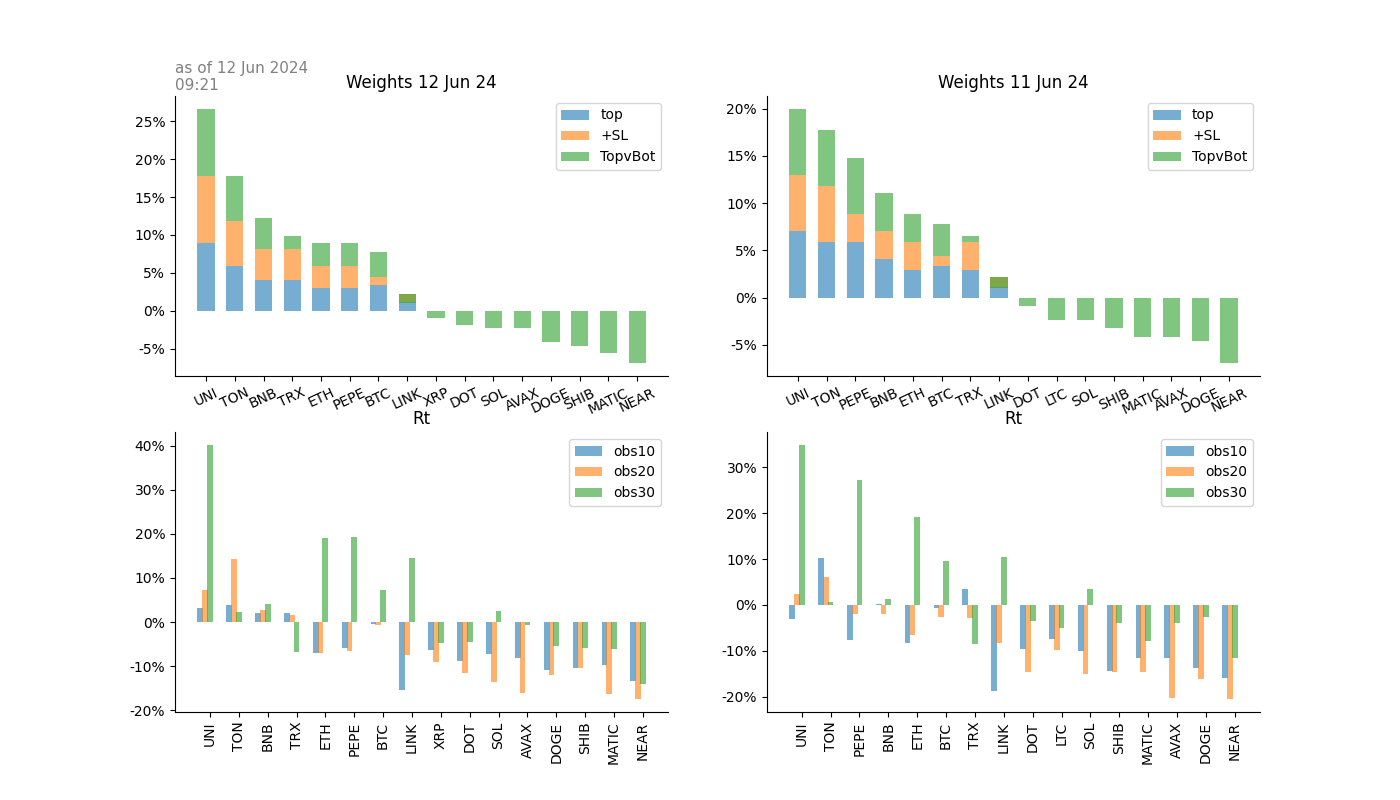 as of 12 Jun 2024
09:21
Weights 12 Jun 24
25%
20%
15%
10%
5%
0%
-5%
top
+SL
TopvBot
UNI TON BNB TRX ETH PEPE BTC LINK XRP DOT SOL AVAX DOGE SHIB MATIC NEAR
Weights 11 Jun 24
20%
15%
10%
5%
0%
-5%
top
+SL
TopvBot
UNI TON PEPE BNB ETH BTC TRX LINK DOT LTC SOL SHIB MATIC AVAX DOGE NEAR
Rt
40%
30%
20%
10%
0%
-10%
-20%
obs10
obs20
obs30
UNI TON BNB TRX ETH PEPE BTC LINK XRP DOT SOL AVAX DOGE SHIB MATIC NEAR
Rt
30%
20%
10%
0%
-10%
-20%
obs10
obs20
obs30
UNI TON PEPE BNB ETH BTC TRX LINK DOT LTC SOL SHIB MATIC AVAX DOGE NEAR